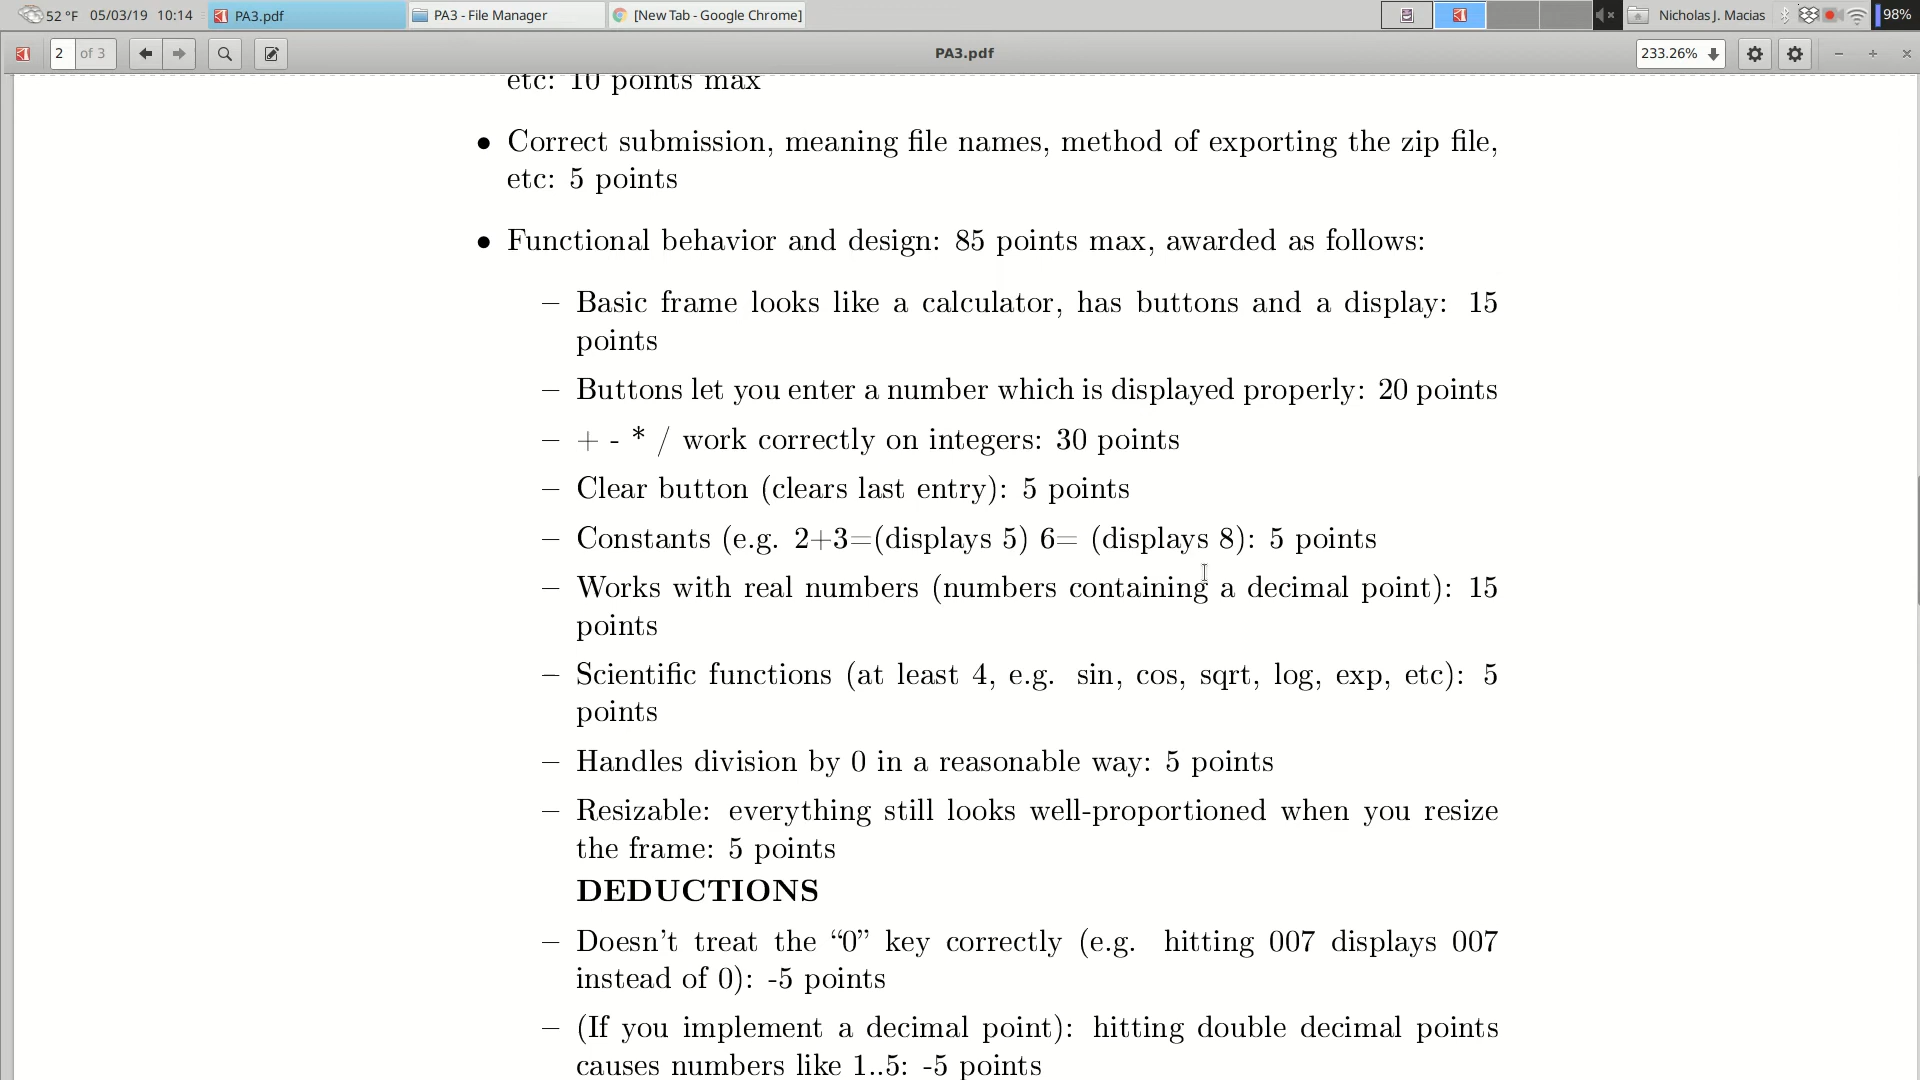 52 °F 05/03/19 10:14 PA3.pdf PA3 - File Manager [New Tab - Google Chrome] Nicholas J. Macias 98%
2 of 3 PA3.pdf 233.26%
etc: 10 points max
• Correct submission, meaning file names, method of exporting the zip file,
etc: 5 points
• Functional behavior and design: 85 points max, awarded as follows:
– Basic frame looks like a calculator, has buttons and a display: 15
points
– Buttons let you enter a number which is displayed properly: 20 points
– + - * / work correctly on integers: 30 points
– Clear button (clears last entry): 5 points
– Constants (e.g. 2+3=(displays 5) 6= (displays 8): 5 points
– Works with real numbers (numbers containing a decimal point): 15
points
– Scientific functions (at least 4, e.g. sin, cos, sqrt, log, exp, etc): 5
points
– Handles division by 0 in a reasonable way: 5 points
– Resizable: everything still looks well-proportioned when you resize
the frame: 5 points
DEDUCTIONS
– Doesn't treat the “0” key correctly (e.g. hitting 007 displays 007
instead of 0): -5 points
– (If you implement a decimal point): hitting double decimal points
causes numbers like 1..5: -5 points